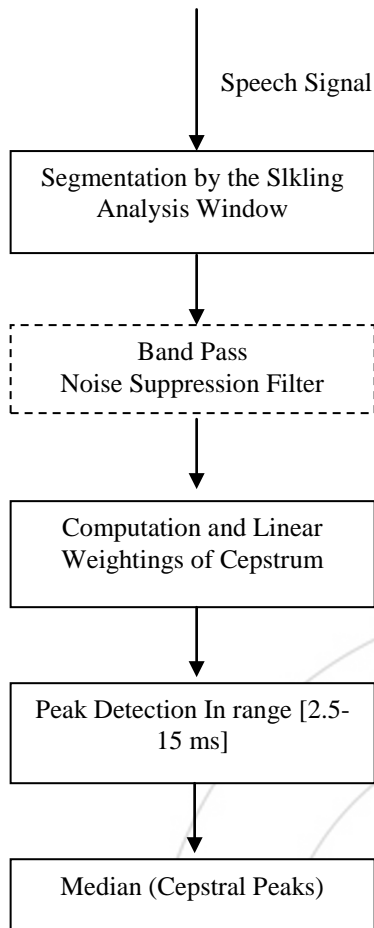 Speech Signal
Segmentation by the Slkling
Analysis Window
Band Pass
Noise Suppression Filter
Computation and Linear
Weightings of Cepstrum
Peak Detection In range [2.5-
15 ms]
Median (Cepstral Peaks)